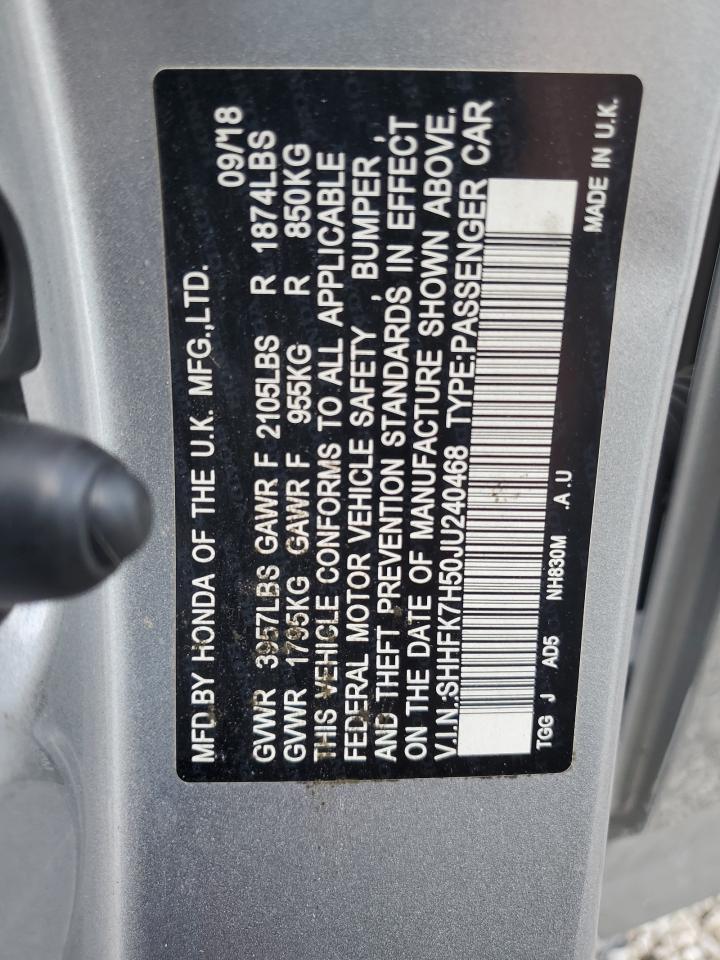 MFD.BY HONDA OF THE U.K. MFG.,LTD. 09/18
GVWR 3957LBS GAWR F 2105LBS R 1874LBS
GVWR 1795KG GAWR F 955KG R 850KG
THIS VEHICLE CONFORMS TO ALL APPLICABLE
FEDERAL MOTOR VEHICLE SAFETY , BUMPER ,
AND THEFT PREVENTION STANDARDS IN EFFECT
ON THE DATE OF MANUFACTURE SHOWN ABOVE.
V.I.N.:SHHFK7H50JU240468 TYPE:PASSENGER CAR
TGG J AD5 NH830M .A .U MADE IN U.K.